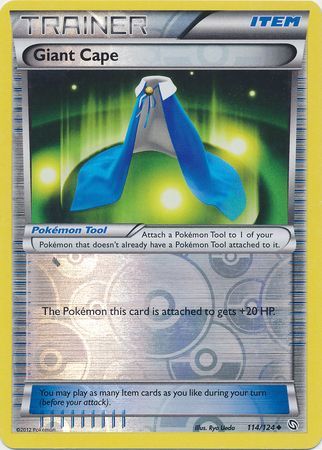 TRAINER
ITEM
Giant Cape
Pokémon Tool
Attach a Pokémon Tool to 1 of your
Pokémon that doesn't already have a Pokémon Tool attached to it.
The Pokémon this card is attached to gets +20 HP.
You may play as many Item cards as you like during your turn
(before your attack).
©2012 Pokémon
Illus. Ryo Ueda
114/124